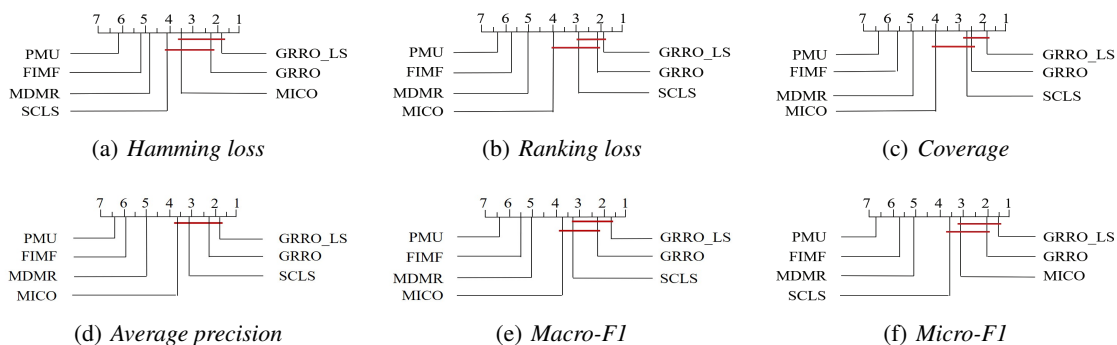 7 6 5 4 3 2 1
PMU GRRO_LS
FIMF GRRO
MDMR MICO
SCLS
(a) Hamming loss
7 6 5 4 3 2 1
PMU GRRO_LS
FIMF GRRO
MDMR SCLS
MICO
(b) Ranking loss
7 6 5 4 3 2 1
PMU GRRO_LS
FIMF GRRO
MDMR SCLS
MICO
(c) Coverage
7 6 5 4 3 2 1
PMU GRRO_LS
FIMF GRRO
MDMR SCLS
MICO
(d) Average precision
7 6 5 4 3 2 1
PMU GRRO_LS
FIMF GRRO
MDMR SCLS
MICO
(e) Macro-F1
7 6 5 4 3 2 1
PMU GRRO_LS
FIMF GRRO
MDMR MICO
SCLS
(f) Micro-F1